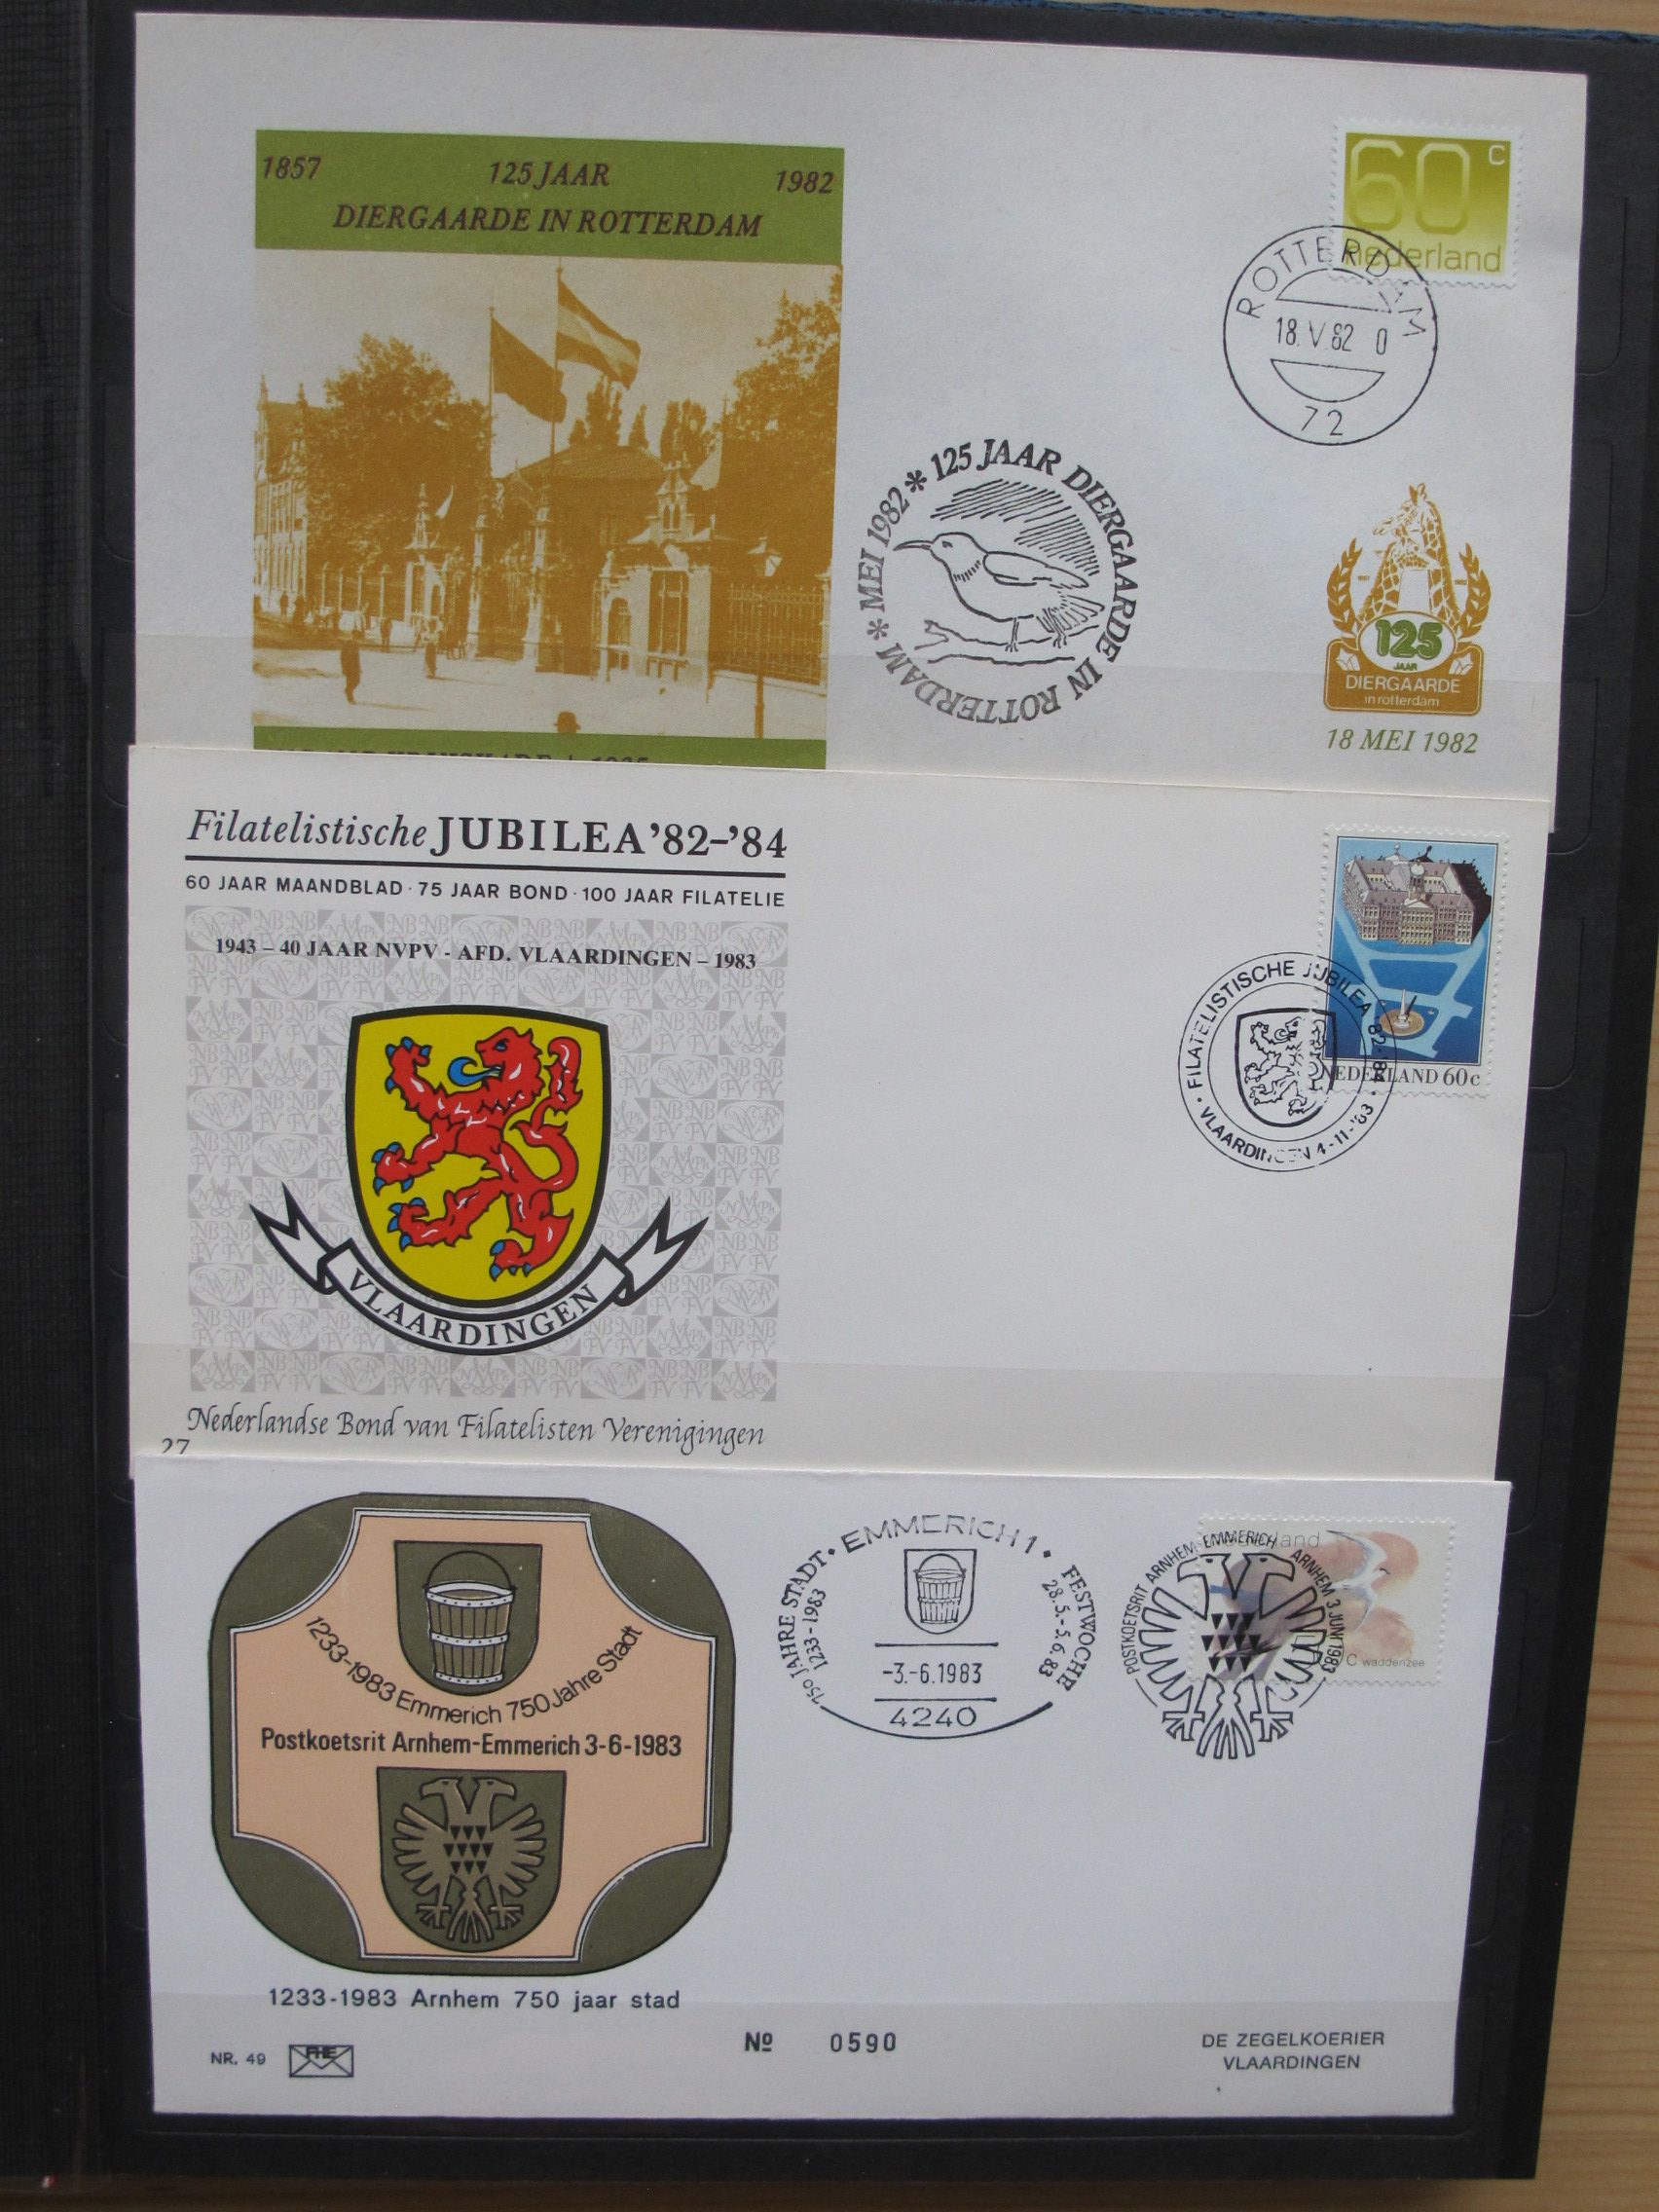 1857 125 JAAR 1982
DIERGAARDE IN ROTTERDAM
60 c
nederland
ROTTERDAM
18.V.82 0
72
* 125 JAAR DIERGAARDE IN ROTTERDAM * MEI 1982
125
JAAR
DIERGAARDE
in rotterdam
18 MEI 1982
Filatelistische JUBILEA '82-'84
60 JAAR MAANDBLAD · 75 JAAR BOND · 100 JAAR FILATELIE
1943 – 40 JAAR NVPV - AFD. VLAARDINGEN – 1983
VLAARDINGEN
Nederlandse Bond van Filatelisten Verenigingen
27
NEDERLAND 60c
· FILATELISTISCHE JUBILEA '82-'84 ·
VLAARDINGEN 4-11-'83
1233-1983 Emmerich 750 Jahre Stadt
Postkoetsrit Arnhem-Emmerich 3-6-1983
1233-1983 Arnhem 750 jaar stad
NR. 49 FHE
Nº 0590
DE ZEGELKOERIER
VLAARDINGEN
750 JAHRE STADT · EMMERICH 1 · FESTWOCHE
1233-1983
28.5.-5.6.83
-3.-6.1983
4240
POSTKOETSRIT ARNHEM-EMMERICH ARNHEM 3 JUNI 1983
c waddenzee